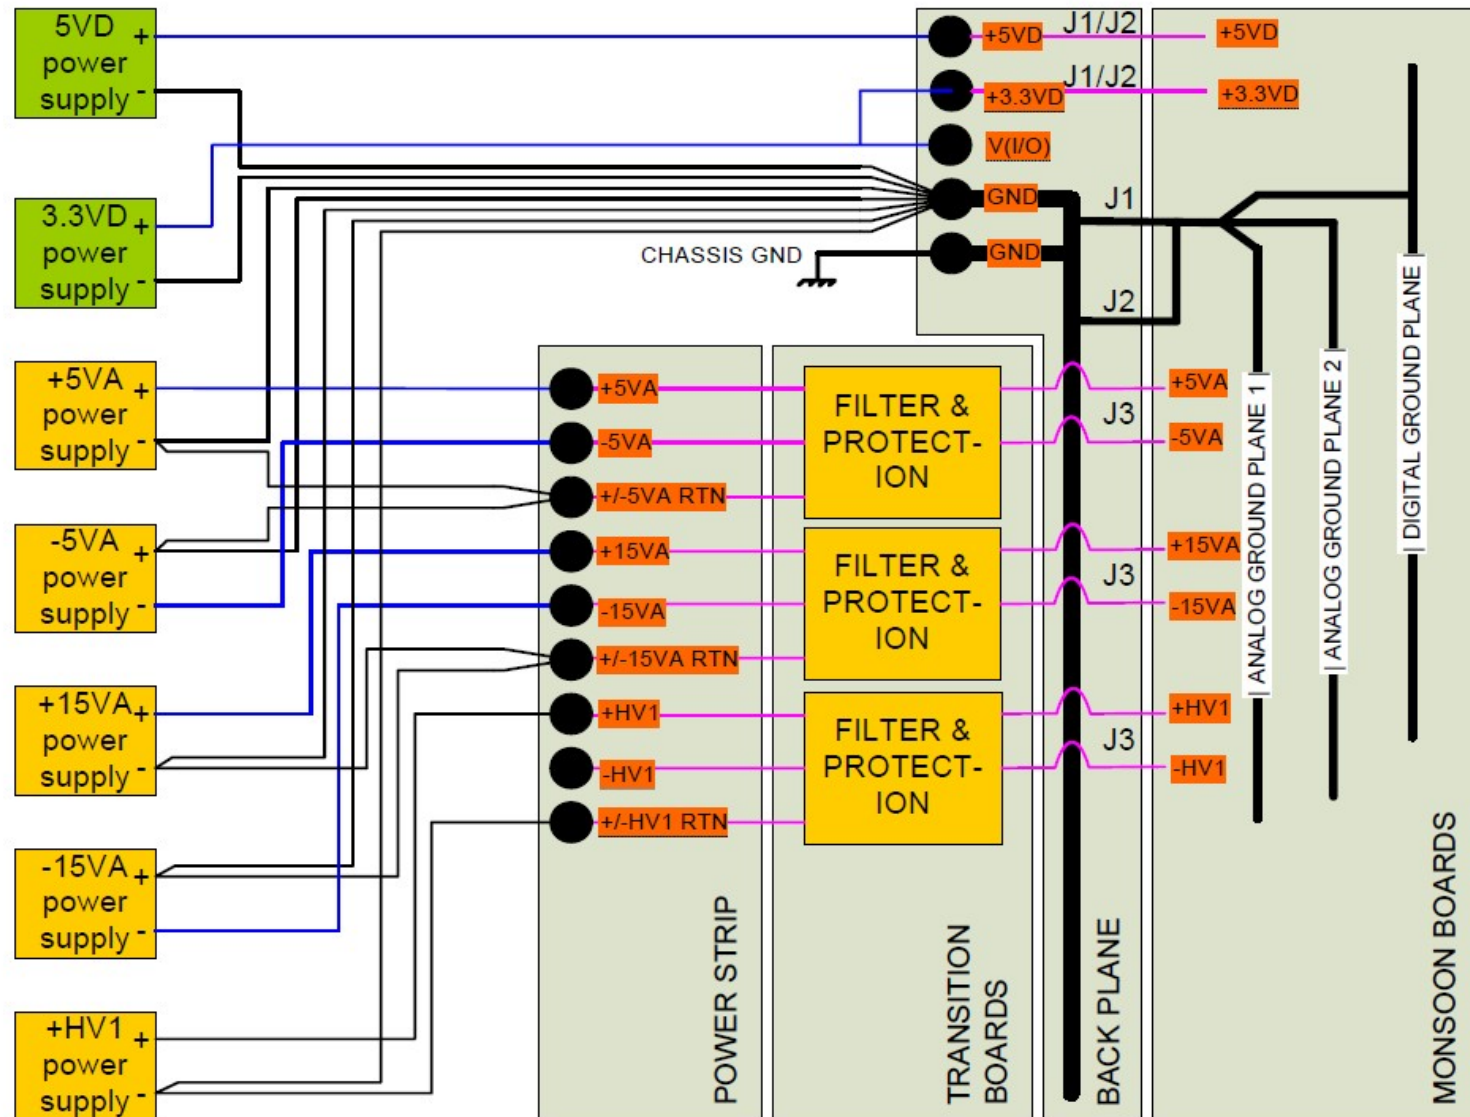 5VD +
power
supply -
3.3VD +
power
supply -
+5VA +
power
supply -
-5VA +
power
supply -
+15VA +
power
supply -
-15VA +
power
supply -
+HV1 +
power
supply -
CHASSIS GND
+5VD
+3.3VD
V(I/O)
GND
GND
J1/J2
J1/J2
J1
J2
+5VD
+3.3VD
+5VA
-5VA
+/-5VA RTN
+15VA
-15VA
+/-15VA RTN
+HV1
-HV1
+/-HV1 RTN
FILTER &
PROTECT-
ION
FILTER &
PROTECT-
ION
FILTER &
PROTECT-
ION
J3
J3
J3
+5VA
-5VA
+15VA
-15VA
+HV1
-HV1
| ANALOG GROUND PLANE 1 |
| ANALOG GROUND PLANE 2 |
| DIGITAL GROUND PLANE |
POWER STRIP
TRANSITION
BOARDS
BACK PLANE
MONSOON BOARDS